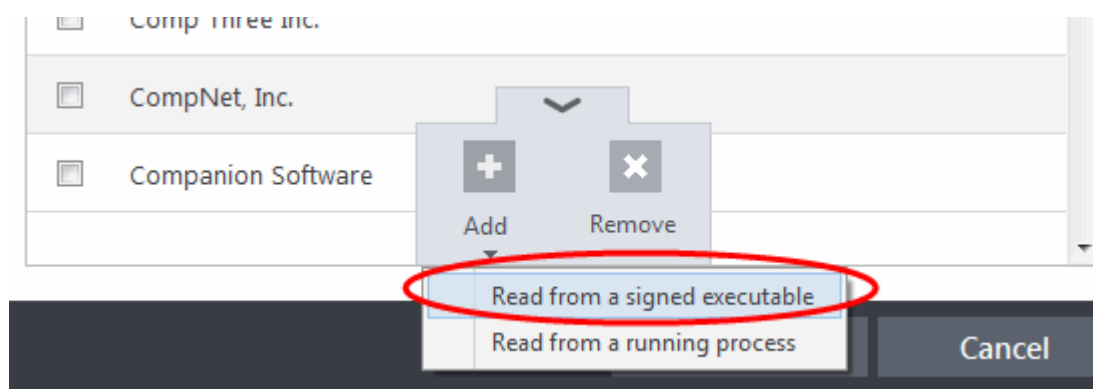 Comp Three Inc.
CompNet, Inc.
Companion Software
Add
Remove
Read from a signed executable
Read from a running process
Cancel